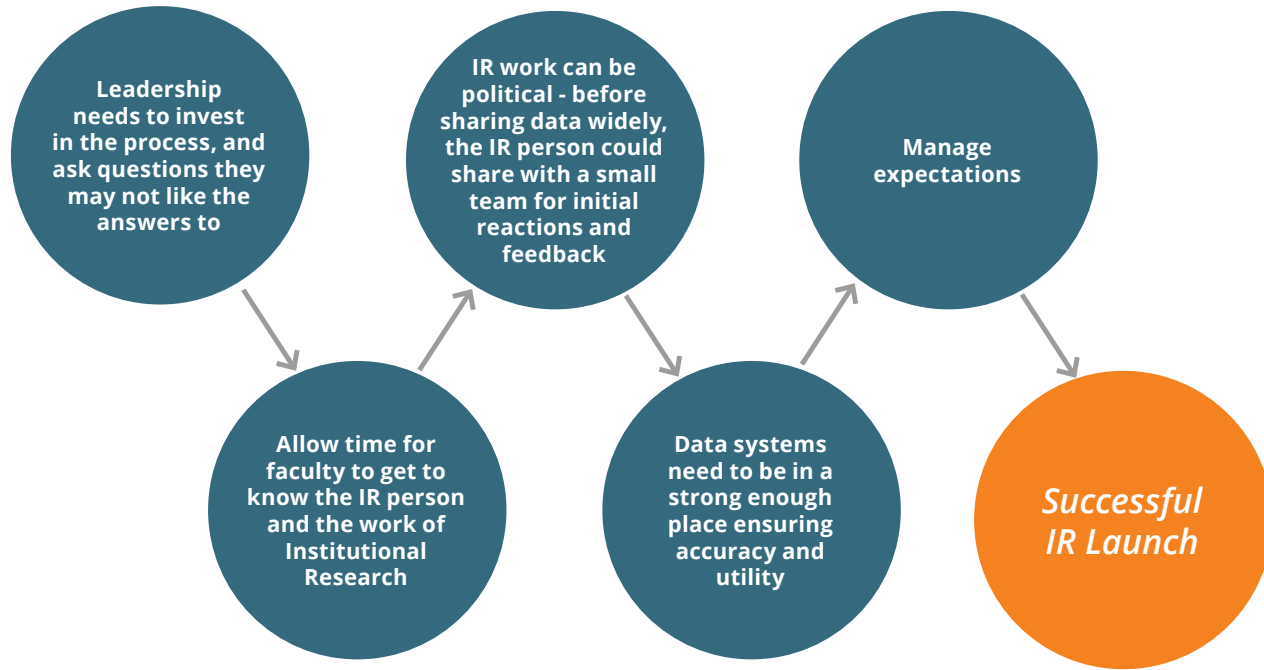 Leadership
needs to invest
in the process, and
ask questions they
may not like the
answers to
Allow time for
faculty to get to
know the IR person
and the work of
Institutional
Research
IR work can be
political - before
sharing data widely,
the IR person could
share with a small
team for initial
reactions and
feedback
Data systems
need to be in a
strong enough
place ensuring
accuracy and
utility
Manage
expectations
Successful
IR Launch